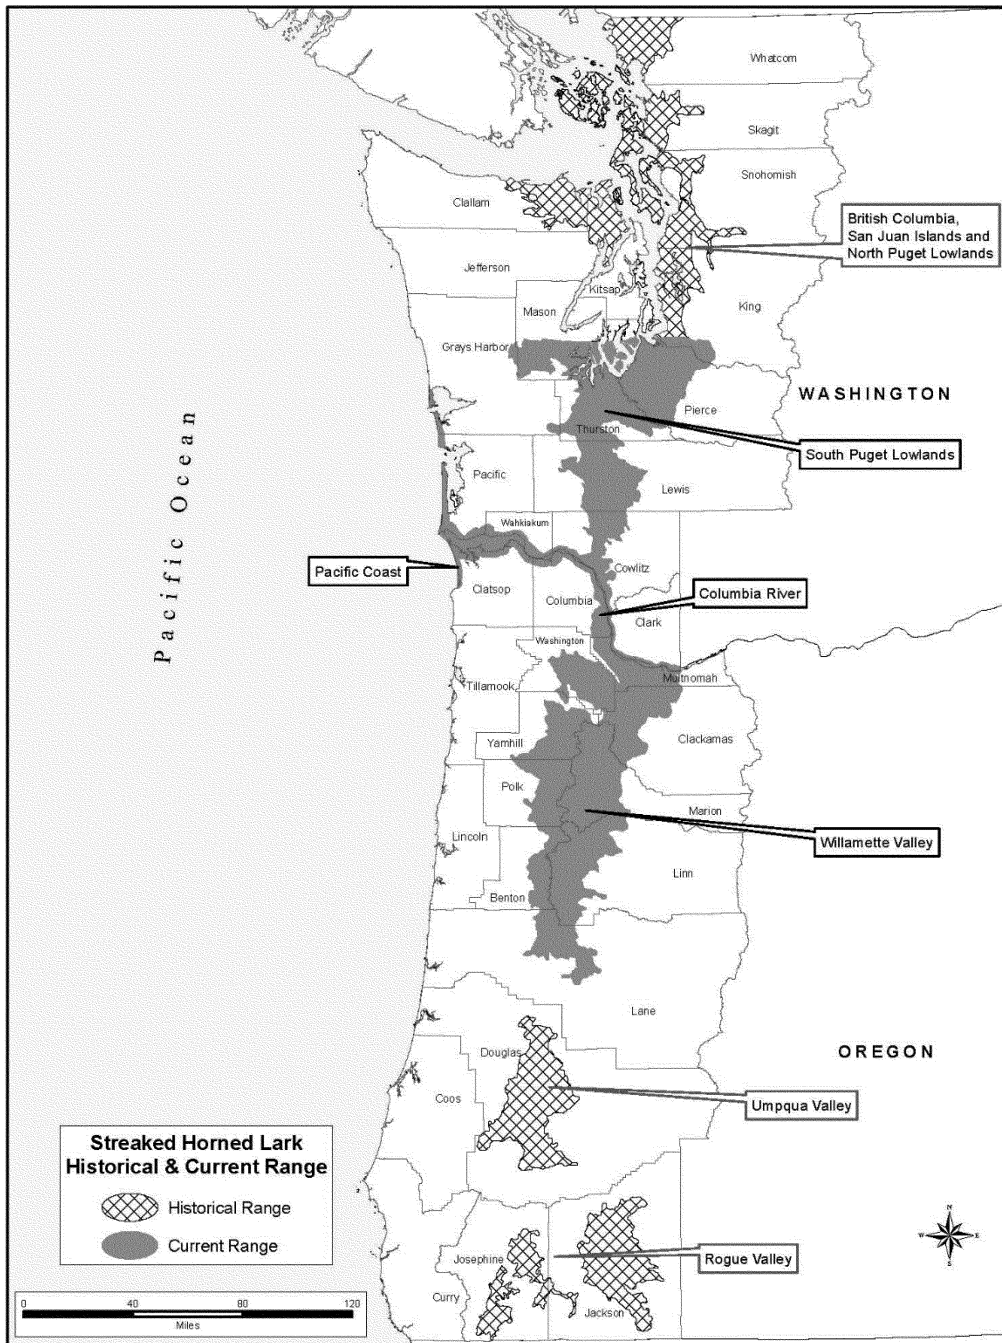 Whatcom
Skagit
Snohomish
Clallam
British Columbia,
San Juan Islands and
North Puget Lowlands
Jefferson
Kitsap
King
Mason
Grays Harbor
WASHINGTON
Pierce
Thurston
South Puget Lowlands
Pacific Ocean
Pacific
Lewis
Wahkiakum
Pacific Coast
Cowlitz
Clatsop
Columbia
Columbia River
Clark
Washington
Multnomah
Tillamook
Yamhill
Clackamas
Polk
Marion
Lincoln
Willamette Valley
Linn
Benton
Lane
OREGON
Douglas
Coos
Umpqua Valley
Streaked Horned Lark
Historical & Current Range
Historical Range
Current Range
N
W
E
S
Josephine
Rogue Valley
Curry
Jackson
0 40 80 120
Miles